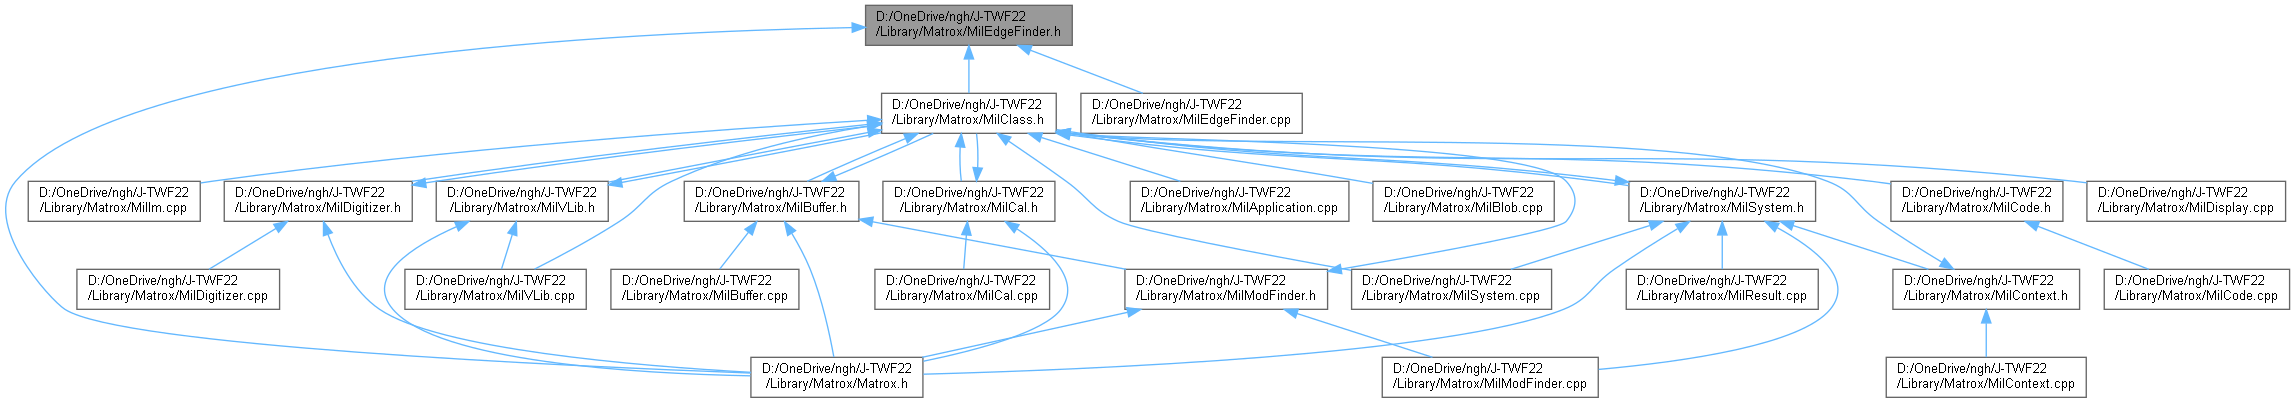 D:/OneDrive/ngh/J-TWF22
/Library/Matrox/MilEdgeFinder.h
D:/OneDrive/ngh/J-TWF22
/Library/Matrox/MilClass.h
D:/OneDrive/ngh/J-TWF22
/Library/Matrox/MilEdgeFinder.cpp
D:/OneDrive/ngh/J-TWF22
/Library/Matrox/MilIm.cpp
D:/OneDrive/ngh/J-TWF22
/Library/Matrox/MilDigitizer.h
D:/OneDrive/ngh/J-TWF22
/Library/Matrox/MilVLib.h
D:/OneDrive/ngh/J-TWF22
/Library/Matrox/MilBuffer.h
D:/OneDrive/ngh/J-TWF22
/Library/Matrox/MilCal.h
D:/OneDrive/ngh/J-TWF22
/Library/Matrox/MilApplication.cpp
D:/OneDrive/ngh/J-TWF22
/Library/Matrox/MilBlob.cpp
D:/OneDrive/ngh/J-TWF22
/Library/Matrox/MilSystem.h
D:/OneDrive/ngh/J-TWF22
/Library/Matrox/MilCode.h
D:/OneDrive/ngh/J-TWF22
/Library/Matrox/MilDisplay.cpp
D:/OneDrive/ngh/J-TWF22
/Library/Matrox/MilDigitizer.cpp
D:/OneDrive/ngh/J-TWF22
/Library/Matrox/MilVLib.cpp
D:/OneDrive/ngh/J-TWF22
/Library/Matrox/MilBuffer.cpp
D:/OneDrive/ngh/J-TWF22
/Library/Matrox/MilCal.cpp
D:/OneDrive/ngh/J-TWF22
/Library/Matrox/MilModFinder.h
D:/OneDrive/ngh/J-TWF22
/Library/Matrox/MilSystem.cpp
D:/OneDrive/ngh/J-TWF22
/Library/Matrox/MilResult.cpp
D:/OneDrive/ngh/J-TWF22
/Library/Matrox/MilContext.h
D:/OneDrive/ngh/J-TWF22
/Library/Matrox/MilCode.cpp
D:/OneDrive/ngh/J-TWF22
/Library/Matrox/Matrox.h
D:/OneDrive/ngh/J-TWF22
/Library/Matrox/MilModFinder.cpp
D:/OneDrive/ngh/J-TWF22
/Library/Matrox/MilContext.cpp